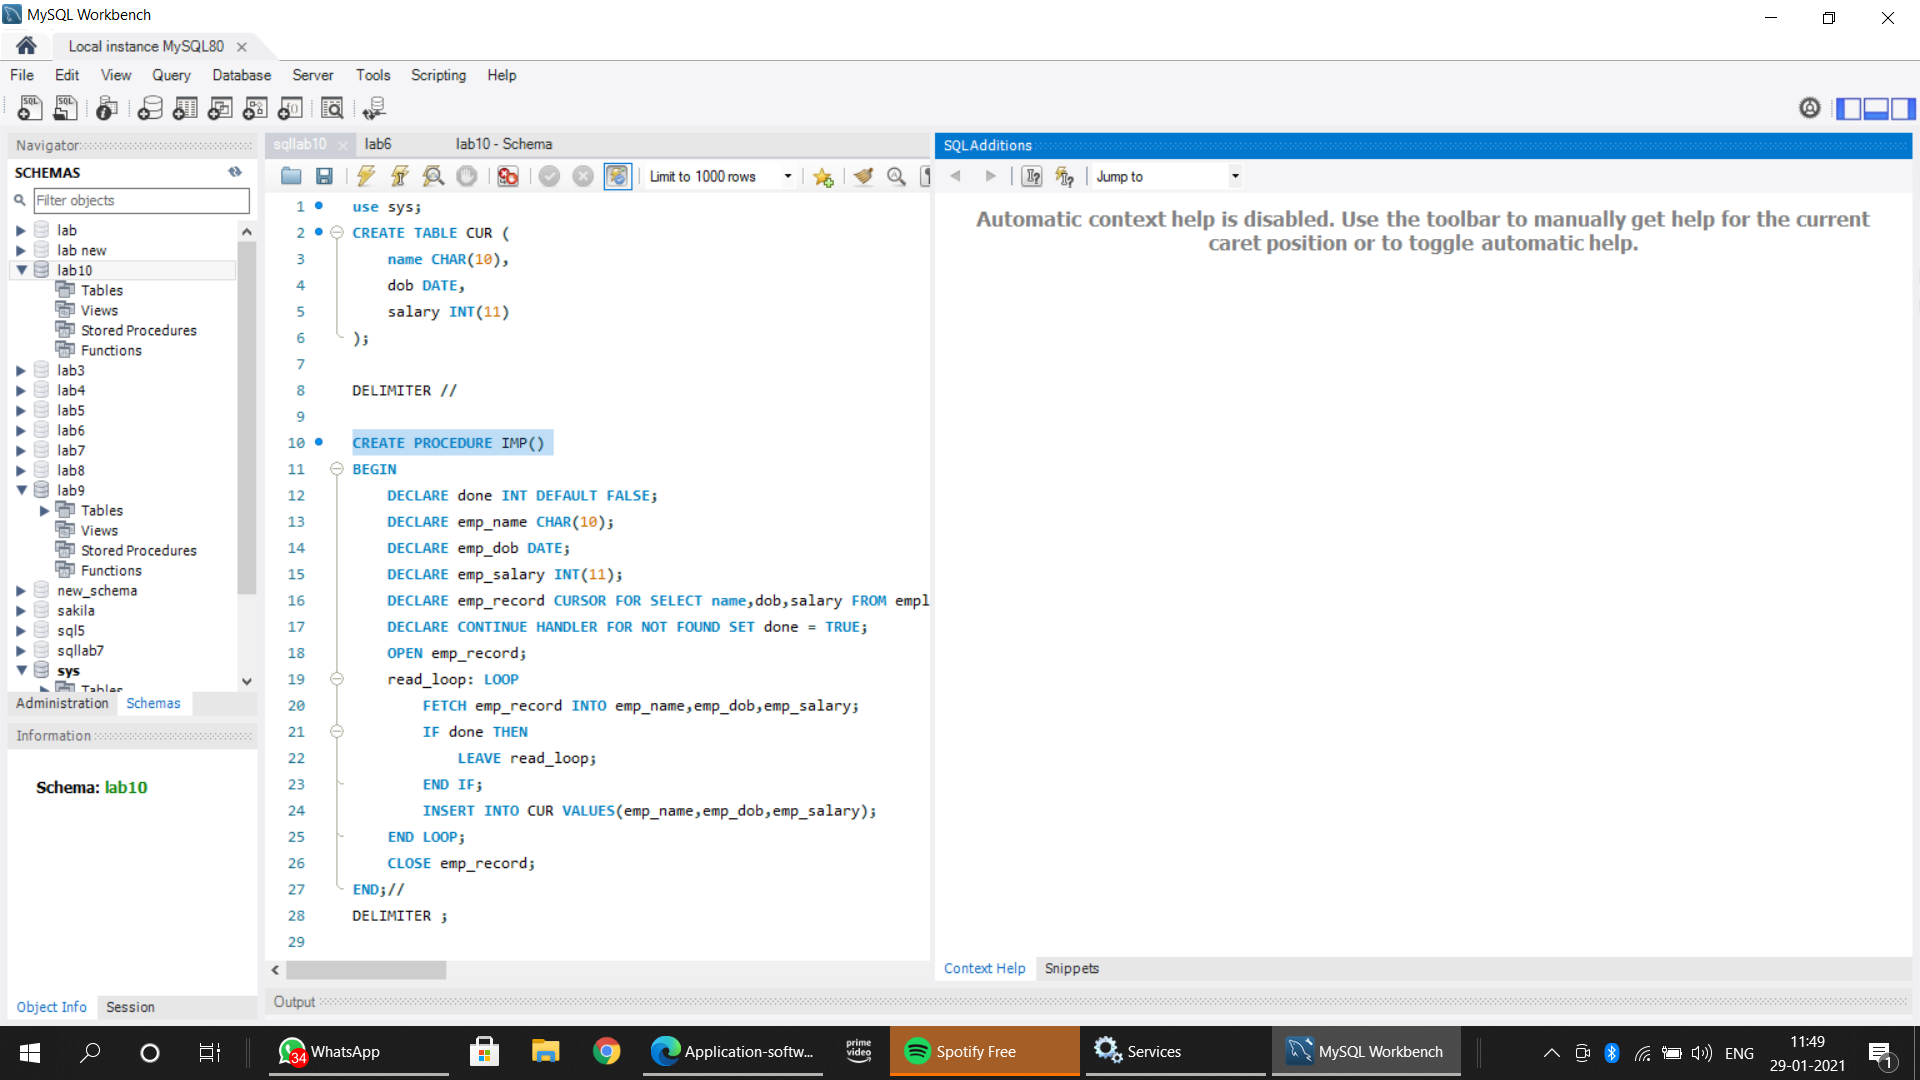 MySQL Workbench
Local instance MySQL80
File Edit View Query Database Server Tools Scripting Help
Navigator
SCHEMAS
Filter objects
lab
lab new
lab10
Tables
Views
Stored Procedures
Functions
lab3
lab4
lab5
lab6
lab7
lab8
lab9
Tables
Views
Stored Procedures
Functions
new_schema
sakila
sql5
sqllab7
sys
Tables
Administration Schemas
Information
Schema: lab10
Object Info Session
sqllab10 lab6 lab10 - Schema
Limit to 1000 rows
1 use sys;
2 CREATE TABLE CUR (
3 name CHAR(10),
4 dob DATE,
5 salary INT(11)
6 );
7
8 DELIMITER //
9
10 CREATE PROCEDURE IMP()
11 BEGIN
12 DECLARE done INT DEFAULT FALSE;
13 DECLARE emp_name CHAR(10);
14 DECLARE emp_dob DATE;
15 DECLARE emp_salary INT(11);
16 DECLARE emp_record CURSOR FOR SELECT name,dob,salary FROM empl
17 DECLARE CONTINUE HANDLER FOR NOT FOUND SET done = TRUE;
18 OPEN emp_record;
19 read_loop: LOOP
20 FETCH emp_record INTO emp_name,emp_dob,emp_salary;
21 IF done THEN
22 LEAVE read_loop;
23 END IF;
24 INSERT INTO CUR VALUES(emp_name,emp_dob,emp_salary);
25 END LOOP;
26 CLOSE emp_record;
27 END;//
28 DELIMITER ;
29
Output
SQLAdditions
Jump to
Automatic context help is disabled. Use the toolbar to manually get help for the current
caret position or to toggle automatic help.
Context Help Snippets
34 WhatsApp
Application-softw...
prime
video
Spotify Free
Services
MySQL Workbench
ENG
11:49
29-01-2021
1